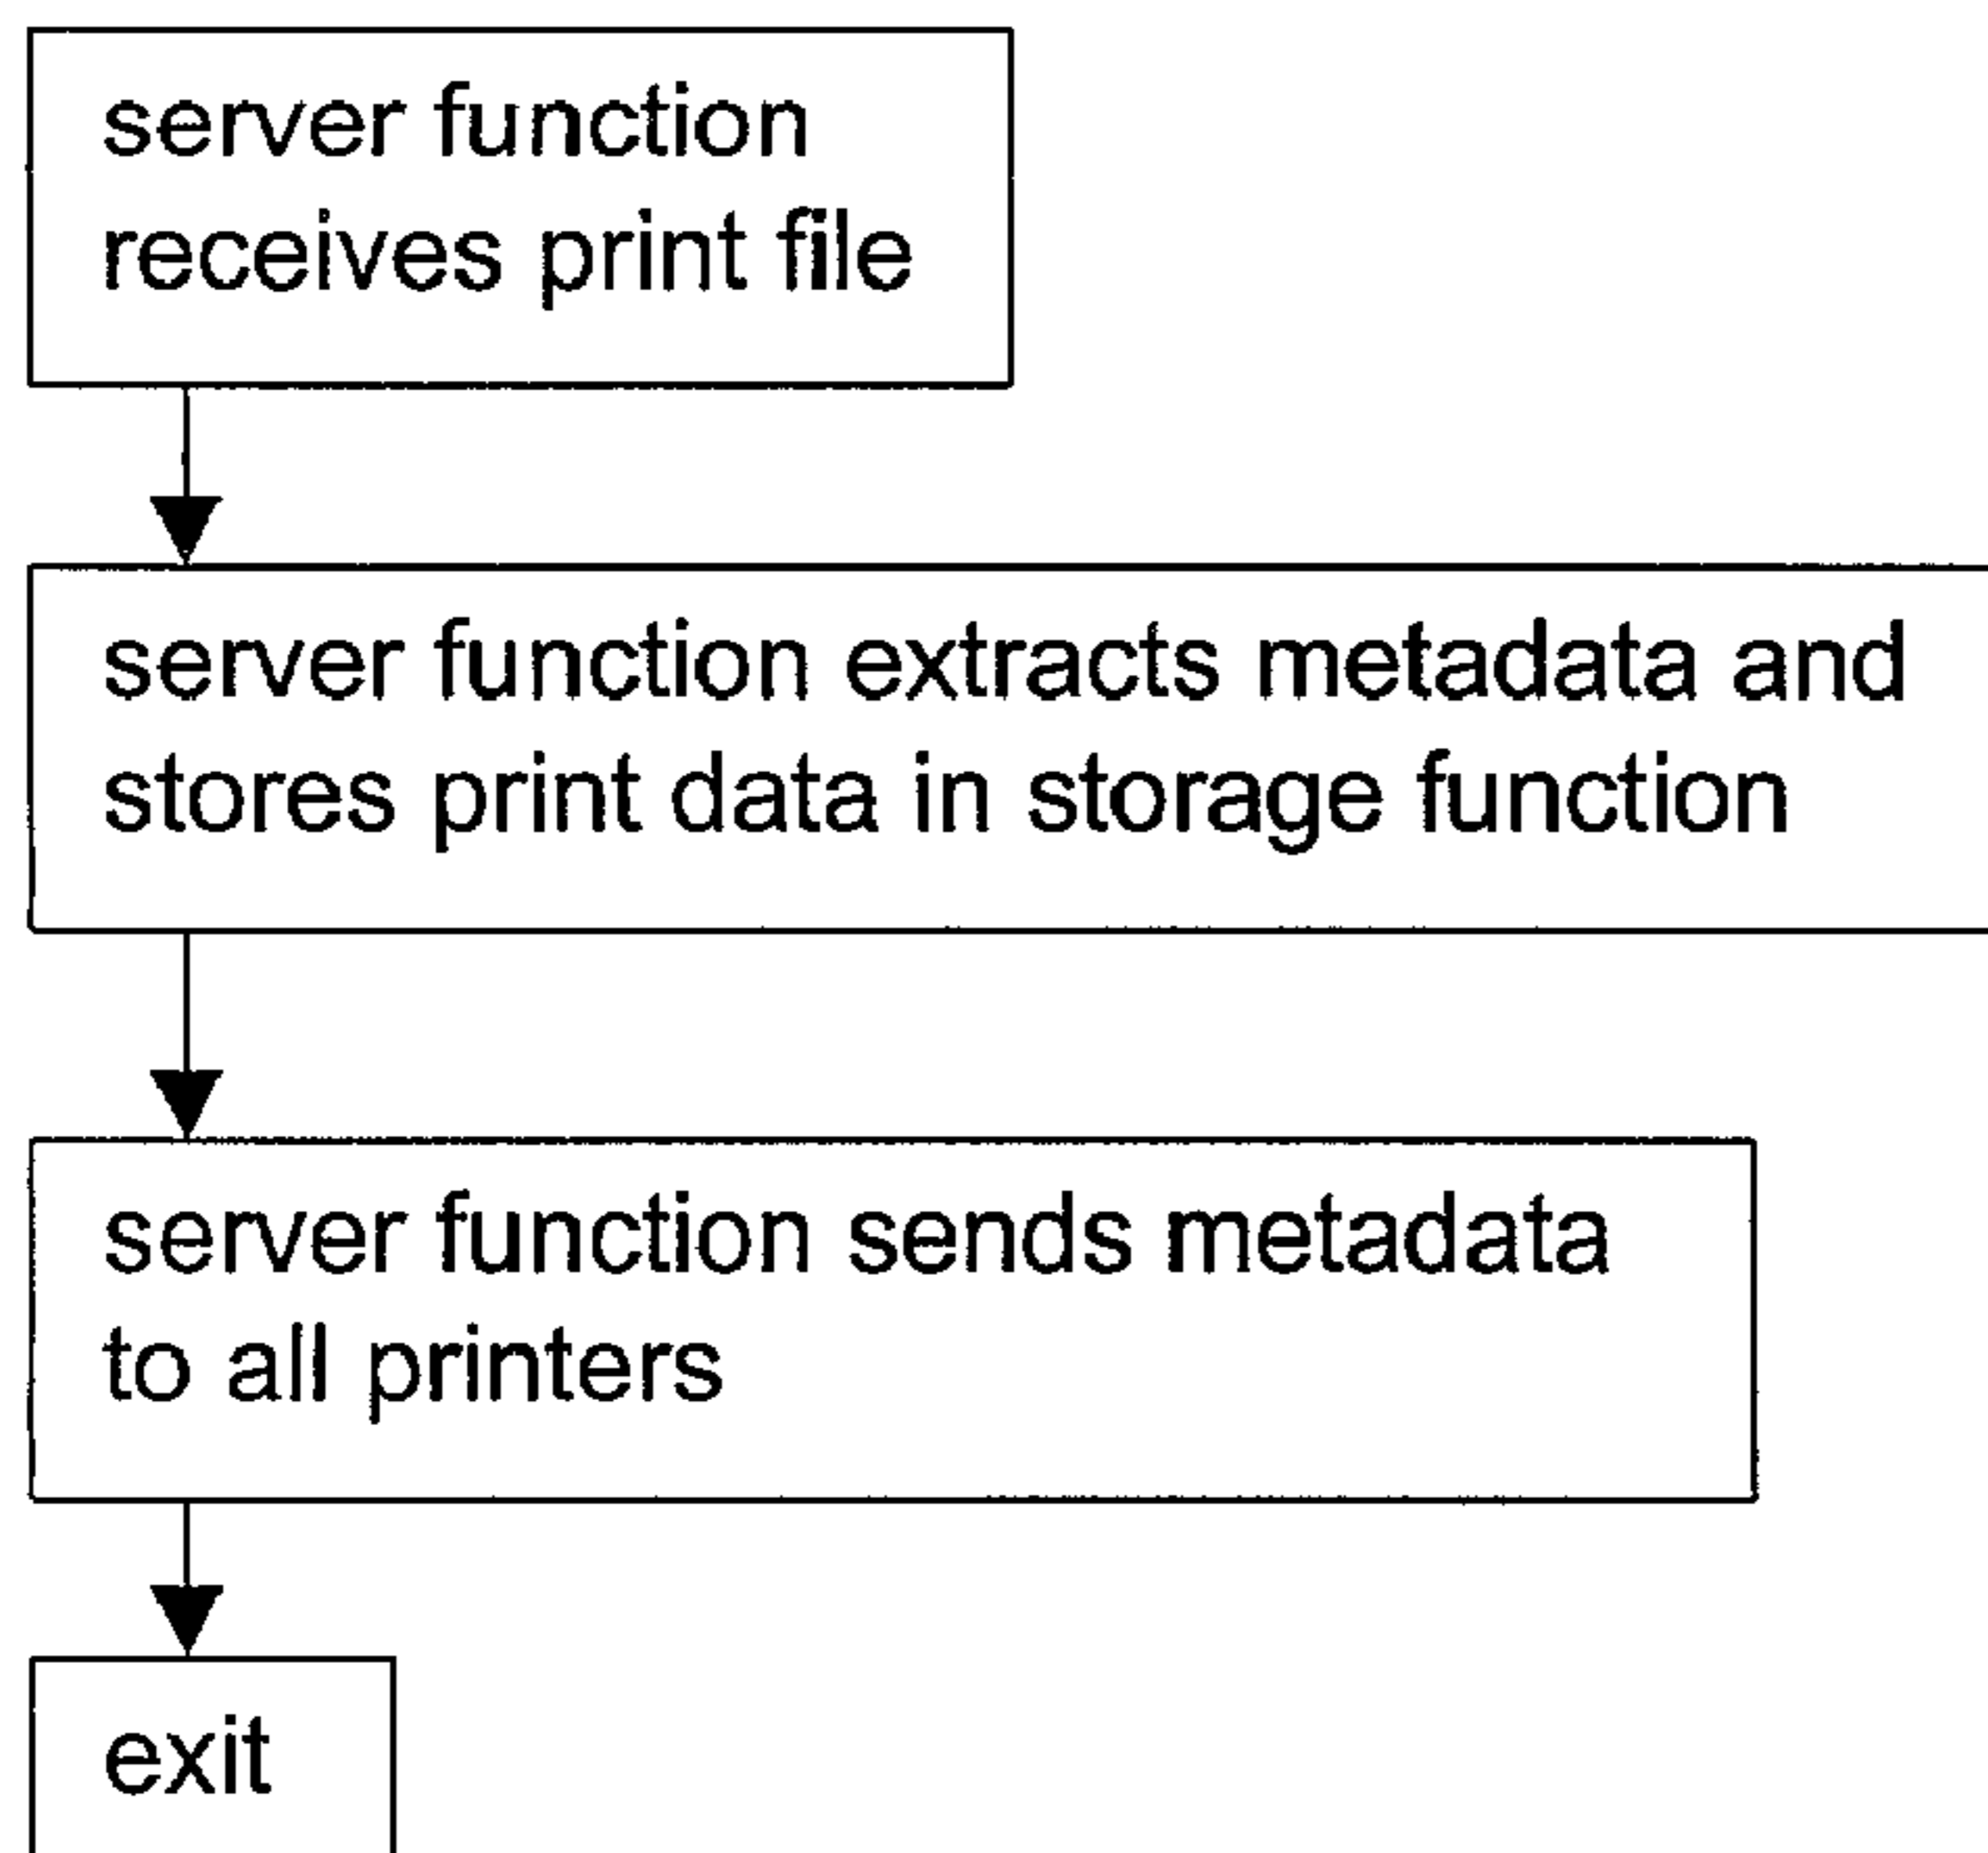 server function
receives print file
server function extracts metadata and
stores print data in storage function
server function sends metadata
to all printers
exit